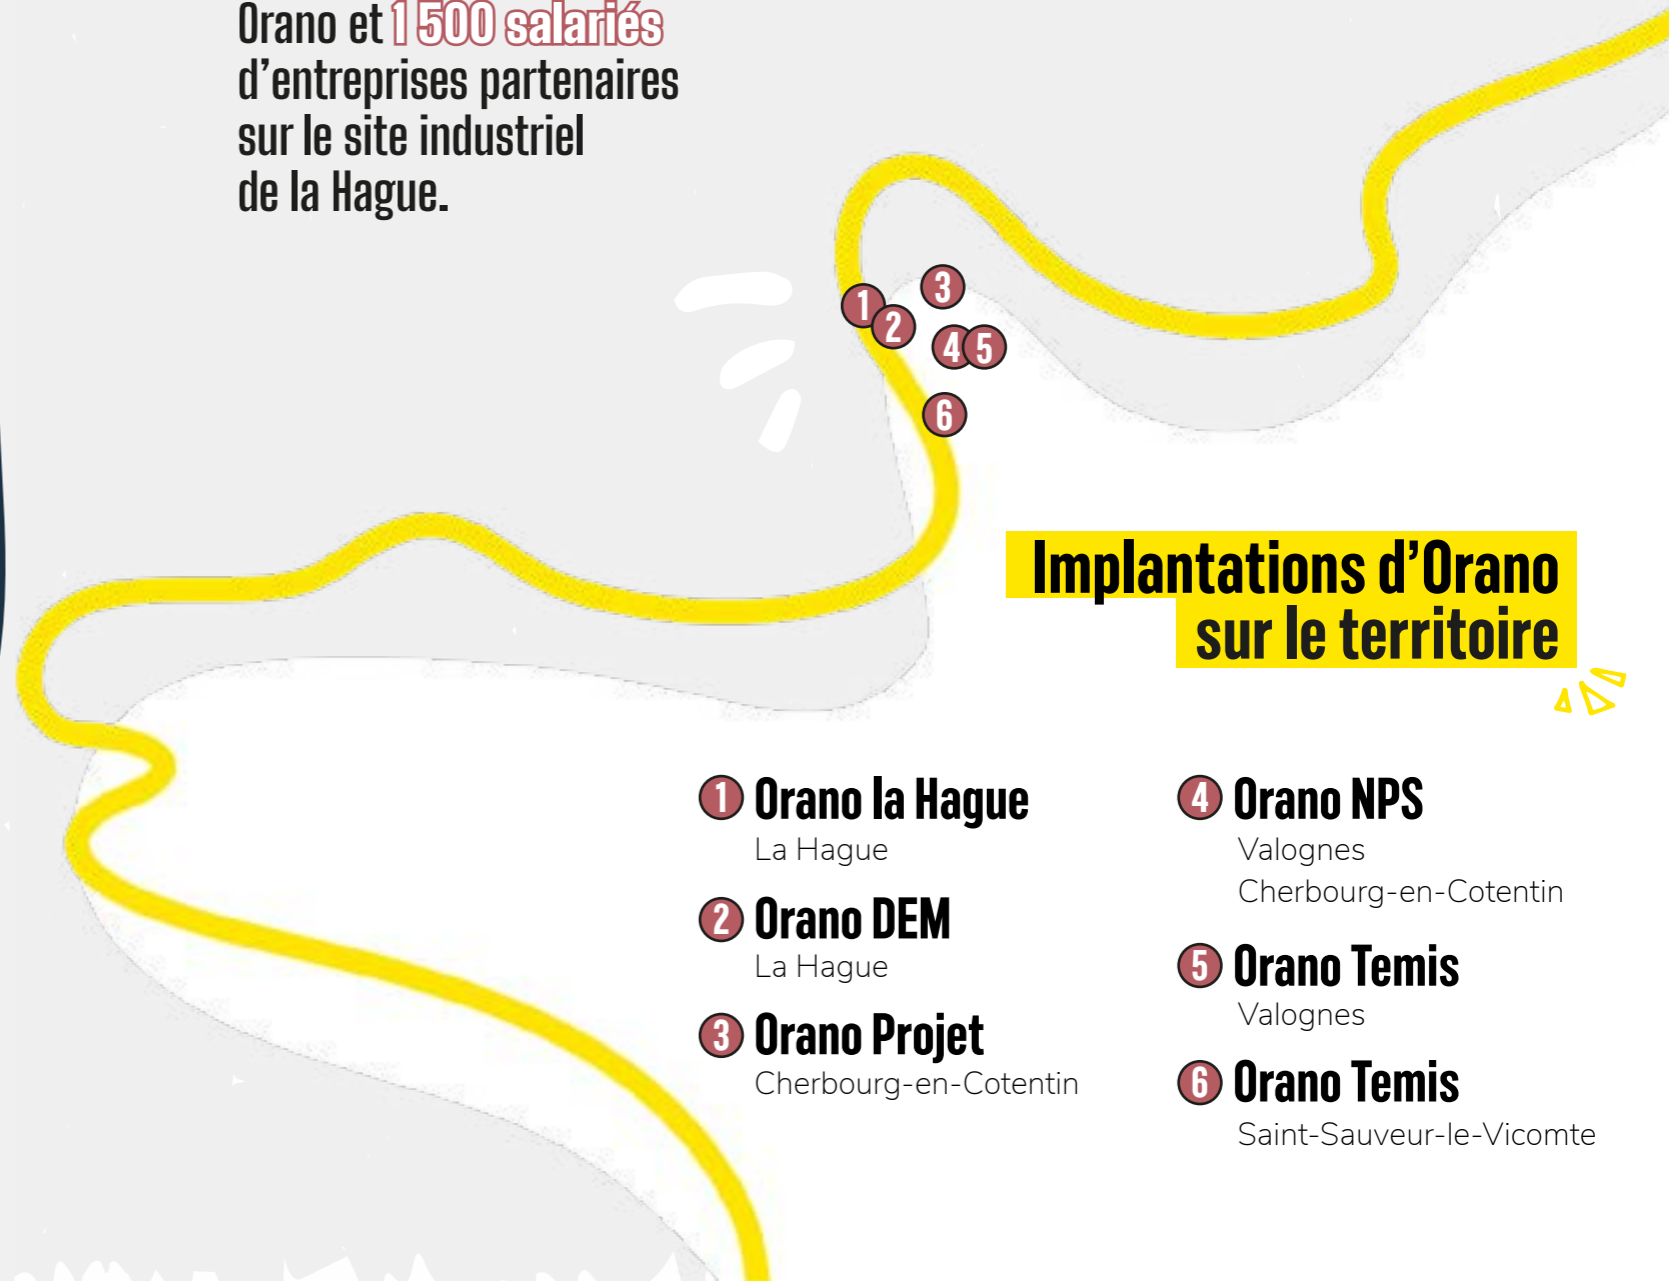 Orano et 1 500 salariés
d'entreprises partenaires
sur le site industriel
de la Hague.
3
1
2
4 5
6
Implantations d'Orano
sur le territoire
1 Orano la Hague
La Hague
2 Orano DEM
La Hague
3 Orano Projet
Cherbourg-en-Cotentin
4 Orano NPS
Valognes
Cherbourg-en-Cotentin
5 Orano Temis
Valognes
6 Orano Temis
Saint-Sauveur-le-Vicomte